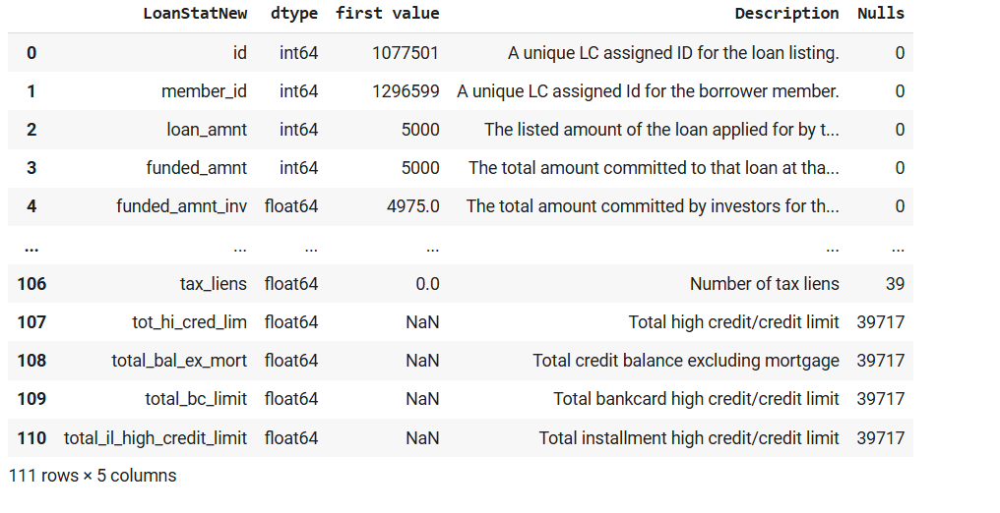 LoanStatNew dtype first value Description Nulls
0 id int64 1077501 A unique LC assigned ID for the loan listing. 0
1 member_id int64 1296599 A unique LC assigned Id for the borrower member. 0
2 loan_amnt int64 5000 The listed amount of the loan applied for by t... 0
3 funded_amnt int64 5000 The total amount committed to that loan at tha... 0
4 funded_amnt_inv float64 4975.0 The total amount committed by investors for th... 0
... ... ... ... ... ...
106 tax_liens float64 0.0 Number of tax liens 39
107 tot_hi_cred_lim float64 NaN Total high credit/credit limit 39717
108 total_bal_ex_mort float64 NaN Total credit balance excluding mortgage 39717
109 total_bc_limit float64 NaN Total bankcard high credit/credit limit 39717
110 total_il_high_credit_limit float64 NaN Total installment high credit/credit limit 39717
111 rows × 5 columns